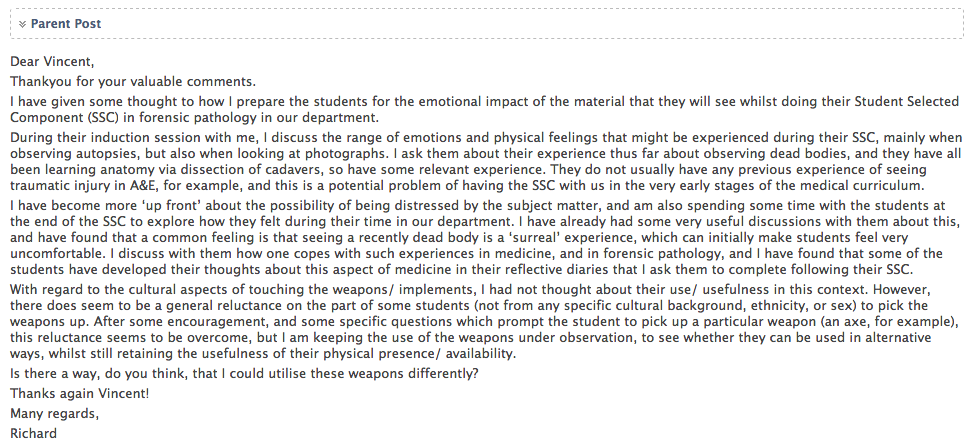 Parent Post
Dear Vincent,
Thankyou for your valuable comments.
I have given some thought to how I prepare the students for the emotional impact of the material that they will see whilst doing their Student Selected
Component (SSC) in forensic pathology in our department.
During their induction session with me, I discuss the range of emotions and physical feelings that might be experienced during their SSC, mainly when
observing autopsies, but also when looking at photographs. I ask them about their experience thus far about observing dead bodies, and they have all
been learning anatomy via dissection of cadavers, so have some relevant experience. They do not usually have any previous experience of seeing
traumatic injury in A&E, for example, and this is a potential problem of having the SSC with us in the very early stages of the medical curriculum.
I have become more ‘up front’ about the possibility of being distressed by the subject matter, and am also spending some time with the students at
the end of the SSC to explore how they felt during their time in our department. I have already had some very useful discussions with them about this,
and have found that a common feeling is that seeing a recently dead body is a ‘surreal’ experience, which can initially make students feel very
uncomfortable. I discuss with them how one copes with such experiences in medicine, and in forensic pathology, and I have found that some of the
students have developed their thoughts about this aspect of medicine in their reflective diaries that I ask them to complete following their SSC.
With regard to the cultural aspects of touching the weapons/ implements, I had not thought about their use/ usefulness in this context. However,
there does seem to be a general reluctance on the part of some students (not from any specific cultural background, ethnicity, or sex) to pick the
weapons up. After some encouragement, and some specific questions which prompt the student to pick up a particular weapon (an axe, for example),
this reluctance seems to be overcome, but I am keeping the use of the weapons under observation, to see whether they can be used in alternative
ways, whilst still retaining the usefulness of their physical presence/ availability.
Is there a way, do you think, that I could utilise these weapons differently?
Thanks again Vincent!
Many regards,
Richard